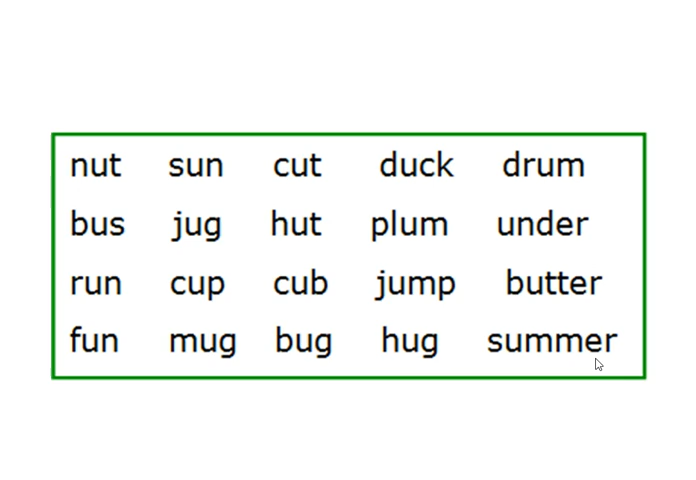 nut sun cut duck drum
bus jug hut plum under
run cup cub jump butter
fun mug bug hug summer